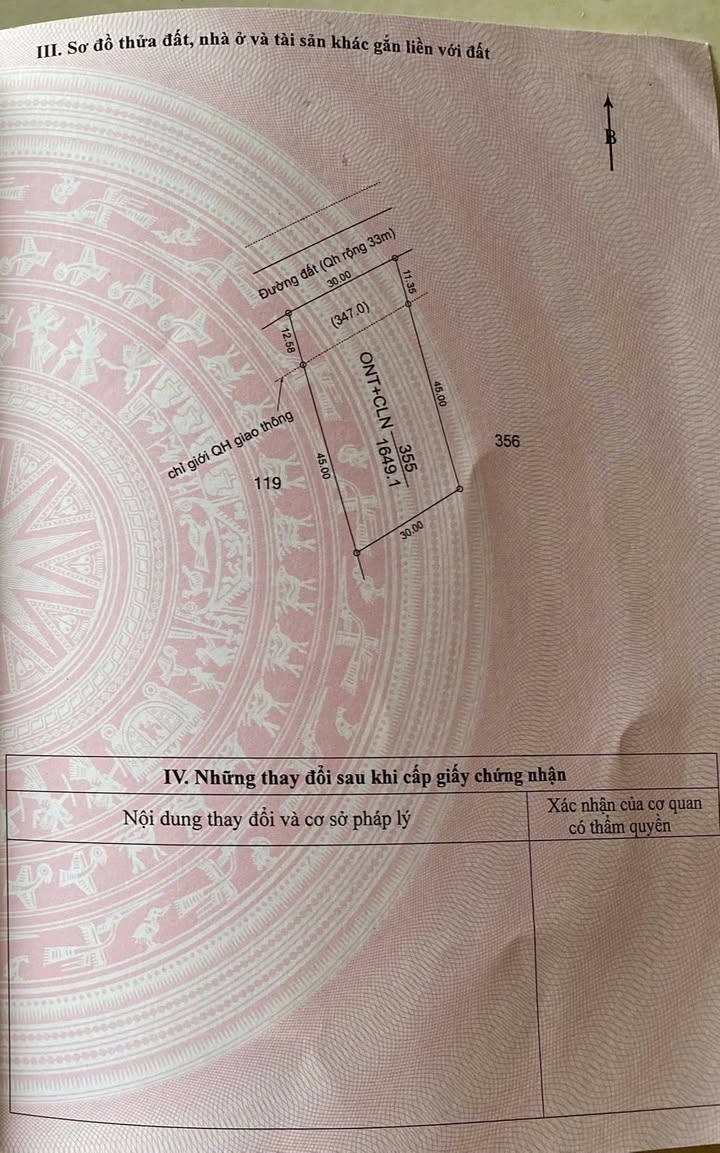 III. Sơ đồ thửa đất, nhà ở và tài sản khác gắn liền với đất
B
Đường đất (Qh rộng 33m)
30.00
11.35
(347.0)
12.58
ONT+CLN
355
1649.1
45.00
chỉ giới QH giao thông
45.00
356
119
30.00
IV. Những thay đổi sau khi cấp giấy chứng nhận
Nội dung thay đổi và cơ sở pháp lý
Xác nhận của cơ quan
có thẩm quyền